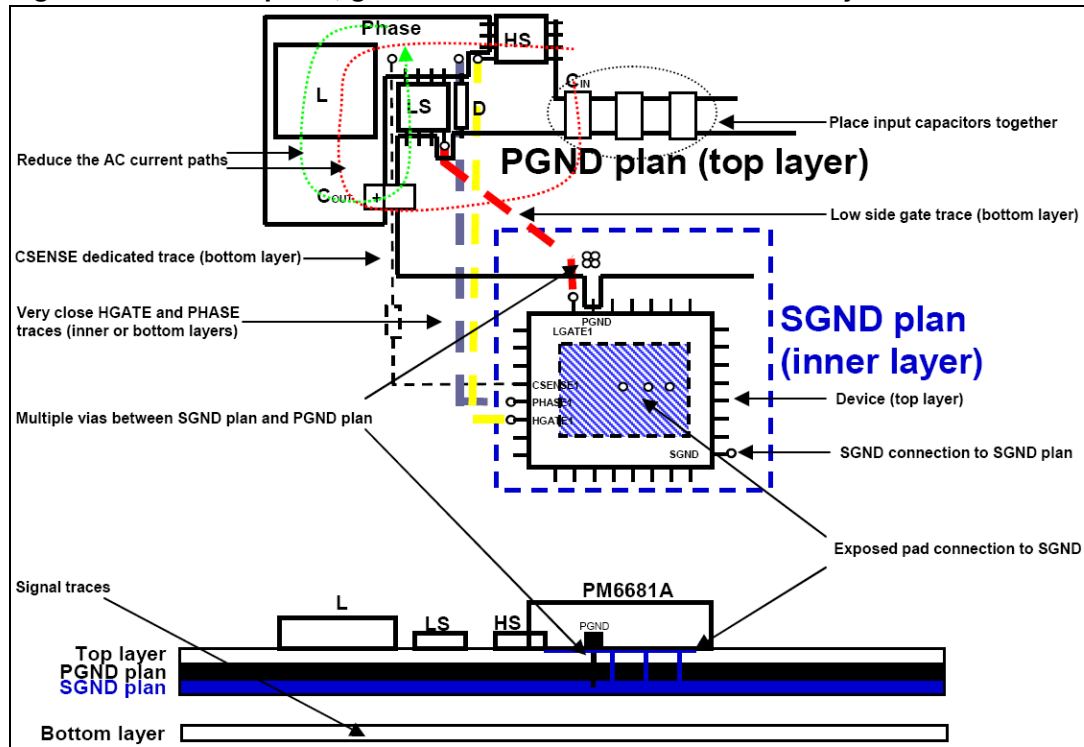 Phase
HS
L
LS
D
CIN
Place input capacitors together
Reduce the AC current paths
PGND plan (top layer)
COUT
+
Low side gate trace (bottom layer)
CSENSE dedicated trace (bottom layer)
Very close HGATE and PHASE
traces (inner or bottom layers)
SGND plan
(inner layer)
PGND
LGATE1
CSENSE1
PHASE1
HGATE1
SGND
Device (top layer)
Multiple vias between SGND plan and PGND plan
SGND connection to SGND plan
Exposed pad connection to SGND
Signal traces
PM6681A
L
LS
HS
PGND
Top layer
PGND plan
SGND plan
Bottom layer